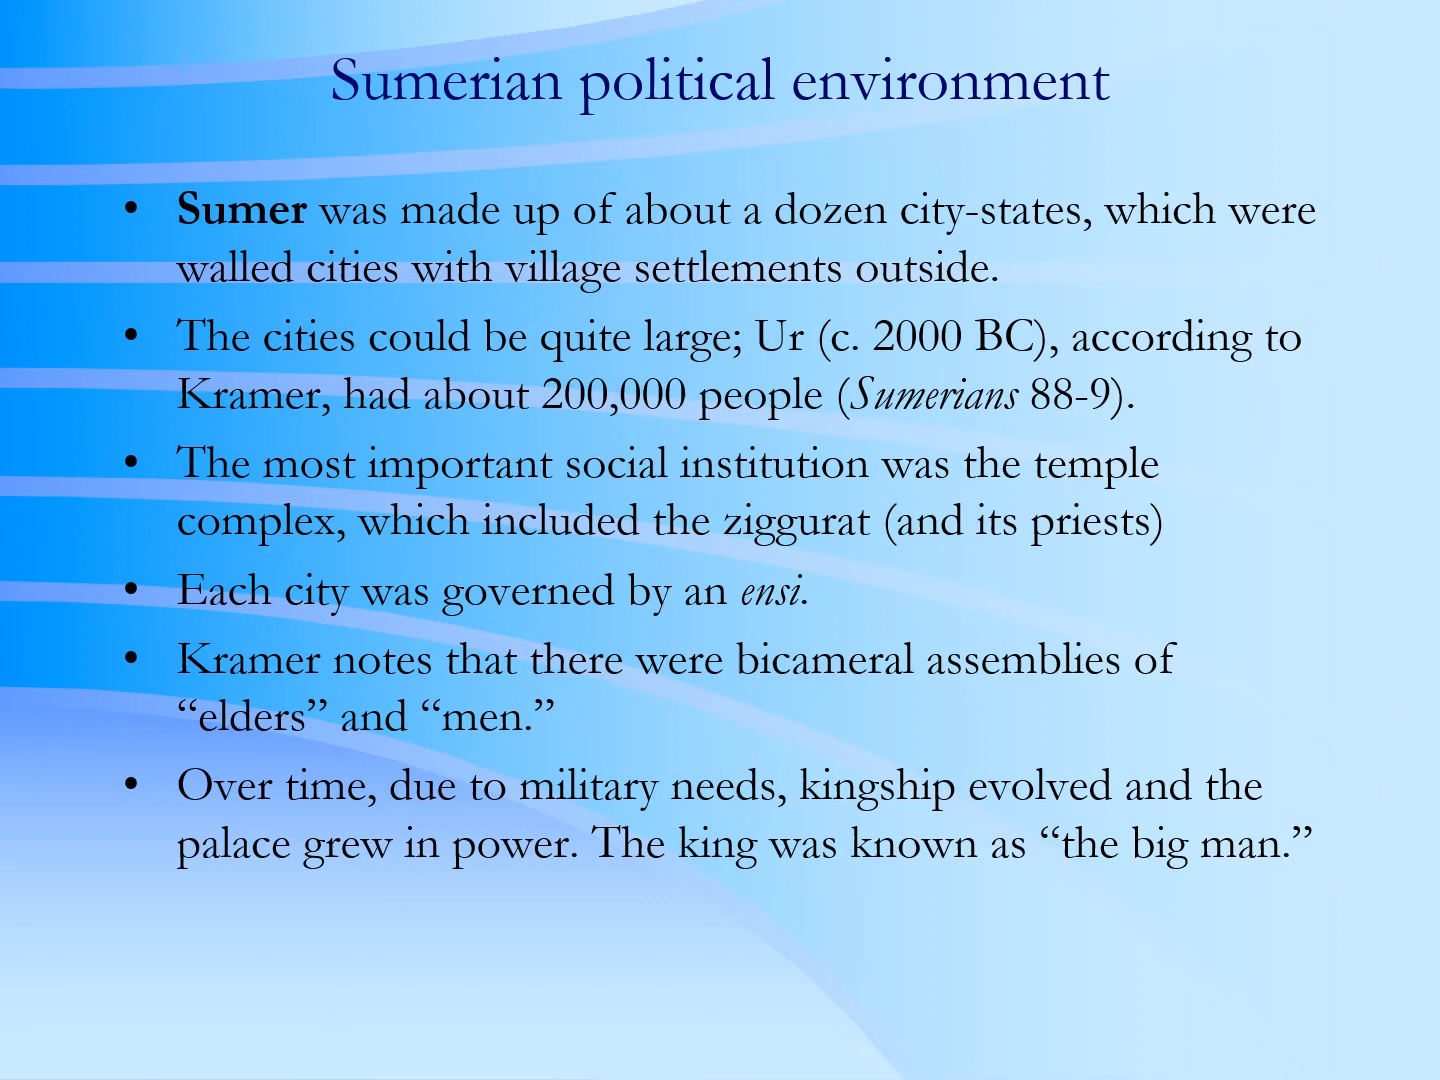 Sumerian political environment
• Sumer was made up of about a dozen city-states, which were
walled cities with village settlements outside.
• The cities could be quite large; Ur (c. 2000 BC), according to
Kramer, had about 200,000 people (Sumerians 88-9).
• The most important social institution was the temple
complex, which included the ziggurat (and its priests)
• Each city was governed by an ensi.
• Kramer notes that there were bicameral assemblies of
“elders” and “men.”
• Over time, due to military needs, kingship evolved and the
palace grew in power. The king was known as “the big man.”